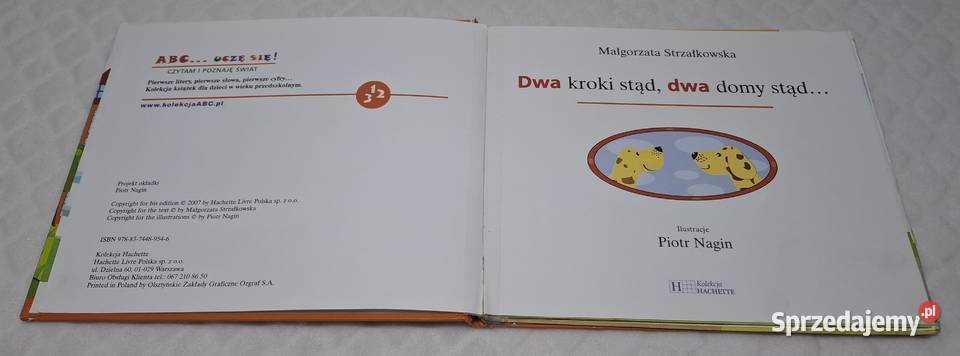 ABC... UCZĘ SIĘ!
CZYTAM I POZNAJĘ ŚWIAT
Pierwsze litery, pierwsze słowa, pierwsze cyfry...
Kolekcja książek dla dzieci w wieku przedszkolnym.
www.kolekcjaABC.pl
1
3 2
Projekt okładki
Piotr Nagin
Copyright for his edition © 2007 by Hachette Livre Polska sp. z o.o.
Copyright for the text © by Małgorzata Strzałkowska
Copyright for the illustrations © by Piotr Nagin
ISBN 978-83-7448-954-6
Kolekcja Hachette
Hachette Livre Polska sp. z o.o.
ul. Dzielna 60, 01-029 Warszawa
Biuro Obsługi Klienta tel.: 067 210 86 50
Printed in Poland by Olsztyńskie Zakłady Graficzne Ozgraf S.A.
Małgorzata Strzałkowska
Dwa kroki stąd, dwa domy stąd...
Ilustracje
Piotr Nagin
H Kolekcja
HACHETTE
Sprzedajemy.pl